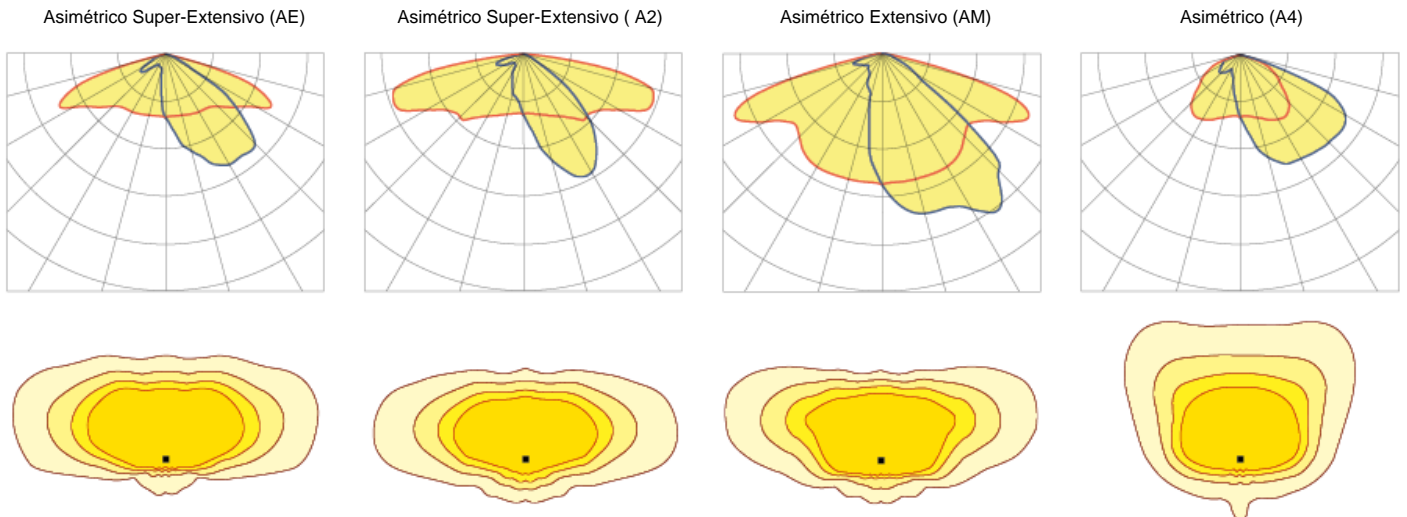 Asimétrico Super-Extensivo (AE)
Asimétrico Super-Extensivo ( A2)
Asimétrico Extensivo (AM)
Asimétrico (A4)